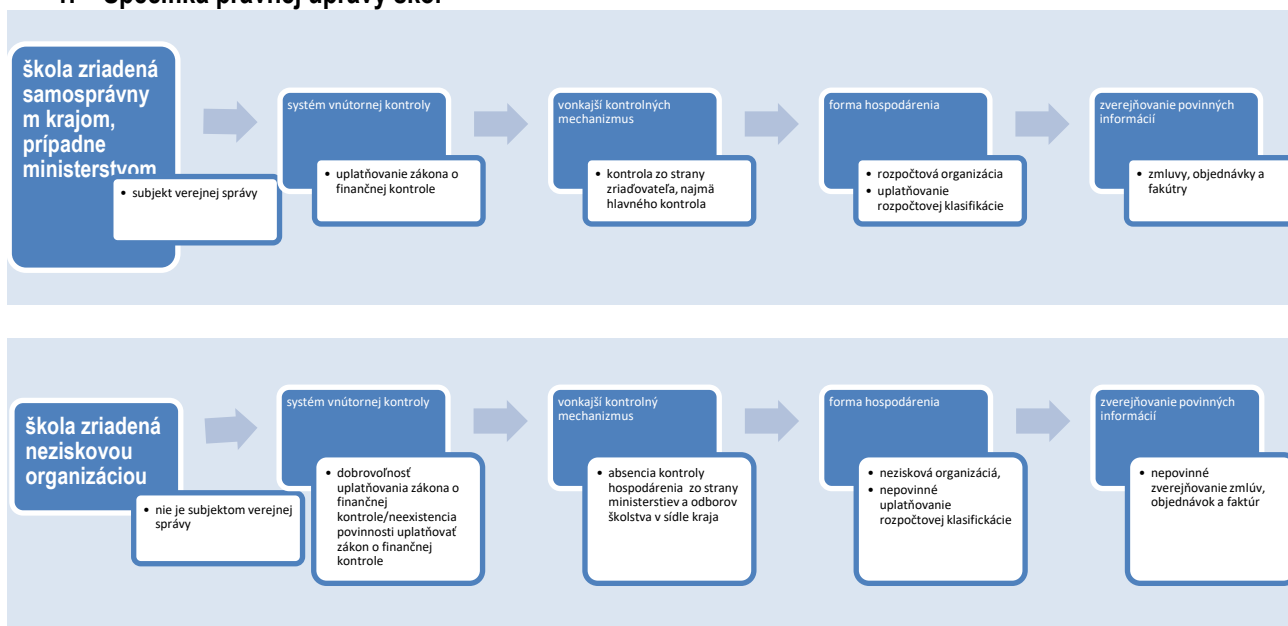 škola zriadená
samosprávny
m krajom,
prípadne
ministerstvom
• subjekt verejnej správy
systém vnútornej kontroly
• uplatňovanie zákona o
finančnej kontrole
vonkajší kontrolných
mechanizmus
• kontrola zo strany
zriaďovateľa, najmä
hlavného kontrola
forma hospodárenia
• rozpočtová organizácia
• uplatňovanie
rozpočtovej klasifikácie
zverejňovanie povinných
informácií
• zmluvy, objednávky a
fakútry
škola zriadená
neziskovou
organizáciou
• nie je subjektom verejnej
správy
systém vnútornej kontroly
• dobrovoľnosť
uplatňovania zákona o
finančnej
kontrole/neexistencia
povinnosti uplatňovať
zákon o finančnej
kontrole
vonkajší kontrolný
mechanizmus
• absencia kontroly
hospodárenia zo strany
ministerstiev a odborov
školstva v sídle kraja
forma hospodárenia
• nezisková organizáciá,
• nepovinné
uplatňovanie
rozpočtovej klasifickácie
zverejňovanie povinných
informácií
• nepovinné
zverejňovanie zmlúv,
objednávok a faktúr